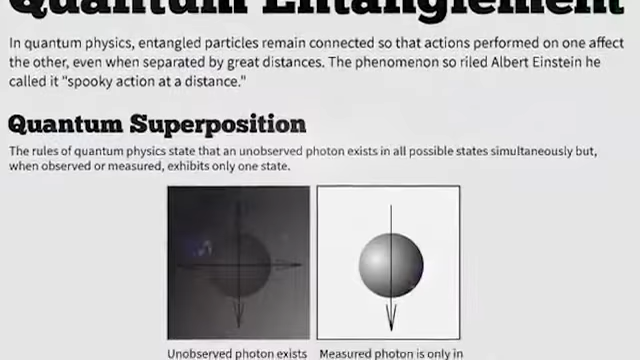 Quantum Entanglement
In quantum physics, entangled particles remain connected so that actions performed on one affect
the other, even when separated by great distances. The phenomenon so riled Albert Einstein he
called it "spooky action at a distance."
Quantum Superposition
The rules of quantum physics state that an unobserved photon exists in all possible states simultaneously but,
when observed or measured, exhibits only one state.
Unobserved photon exists Measured photon is only in